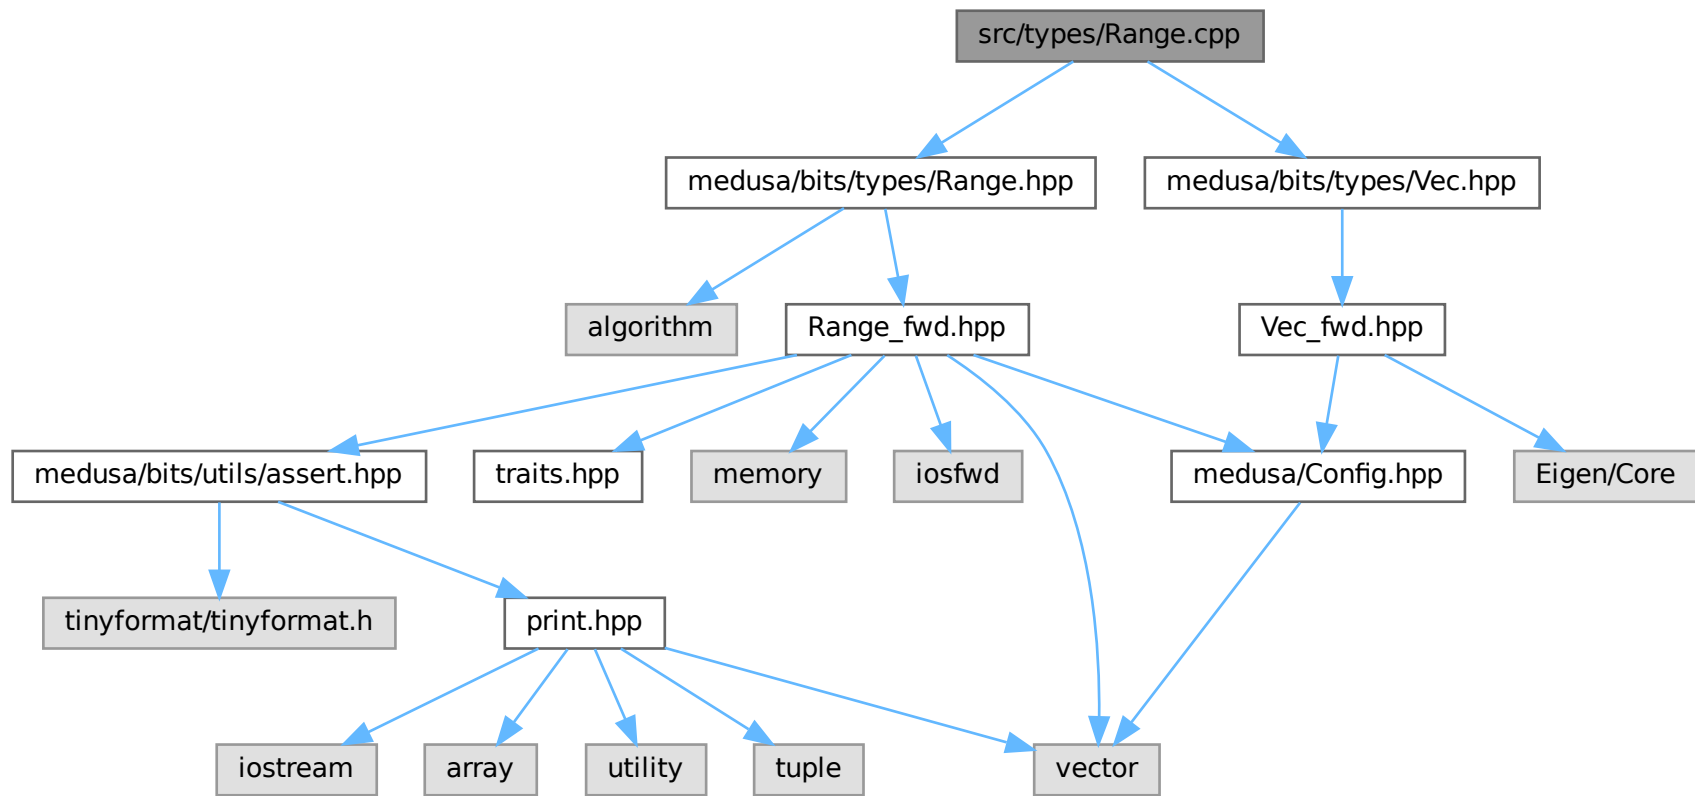 src/types/Range.cpp
medusa/bits/types/Range.hpp
medusa/bits/types/Vec.hpp
algorithm
Range_fwd.hpp
Vec_fwd.hpp
medusa/bits/utils/assert.hpp
traits.hpp
memory
iosfwd
medusa/Config.hpp
Eigen/Core
tinyformat/tinyformat.h
print.hpp
iostream
array
utility
tuple
vector